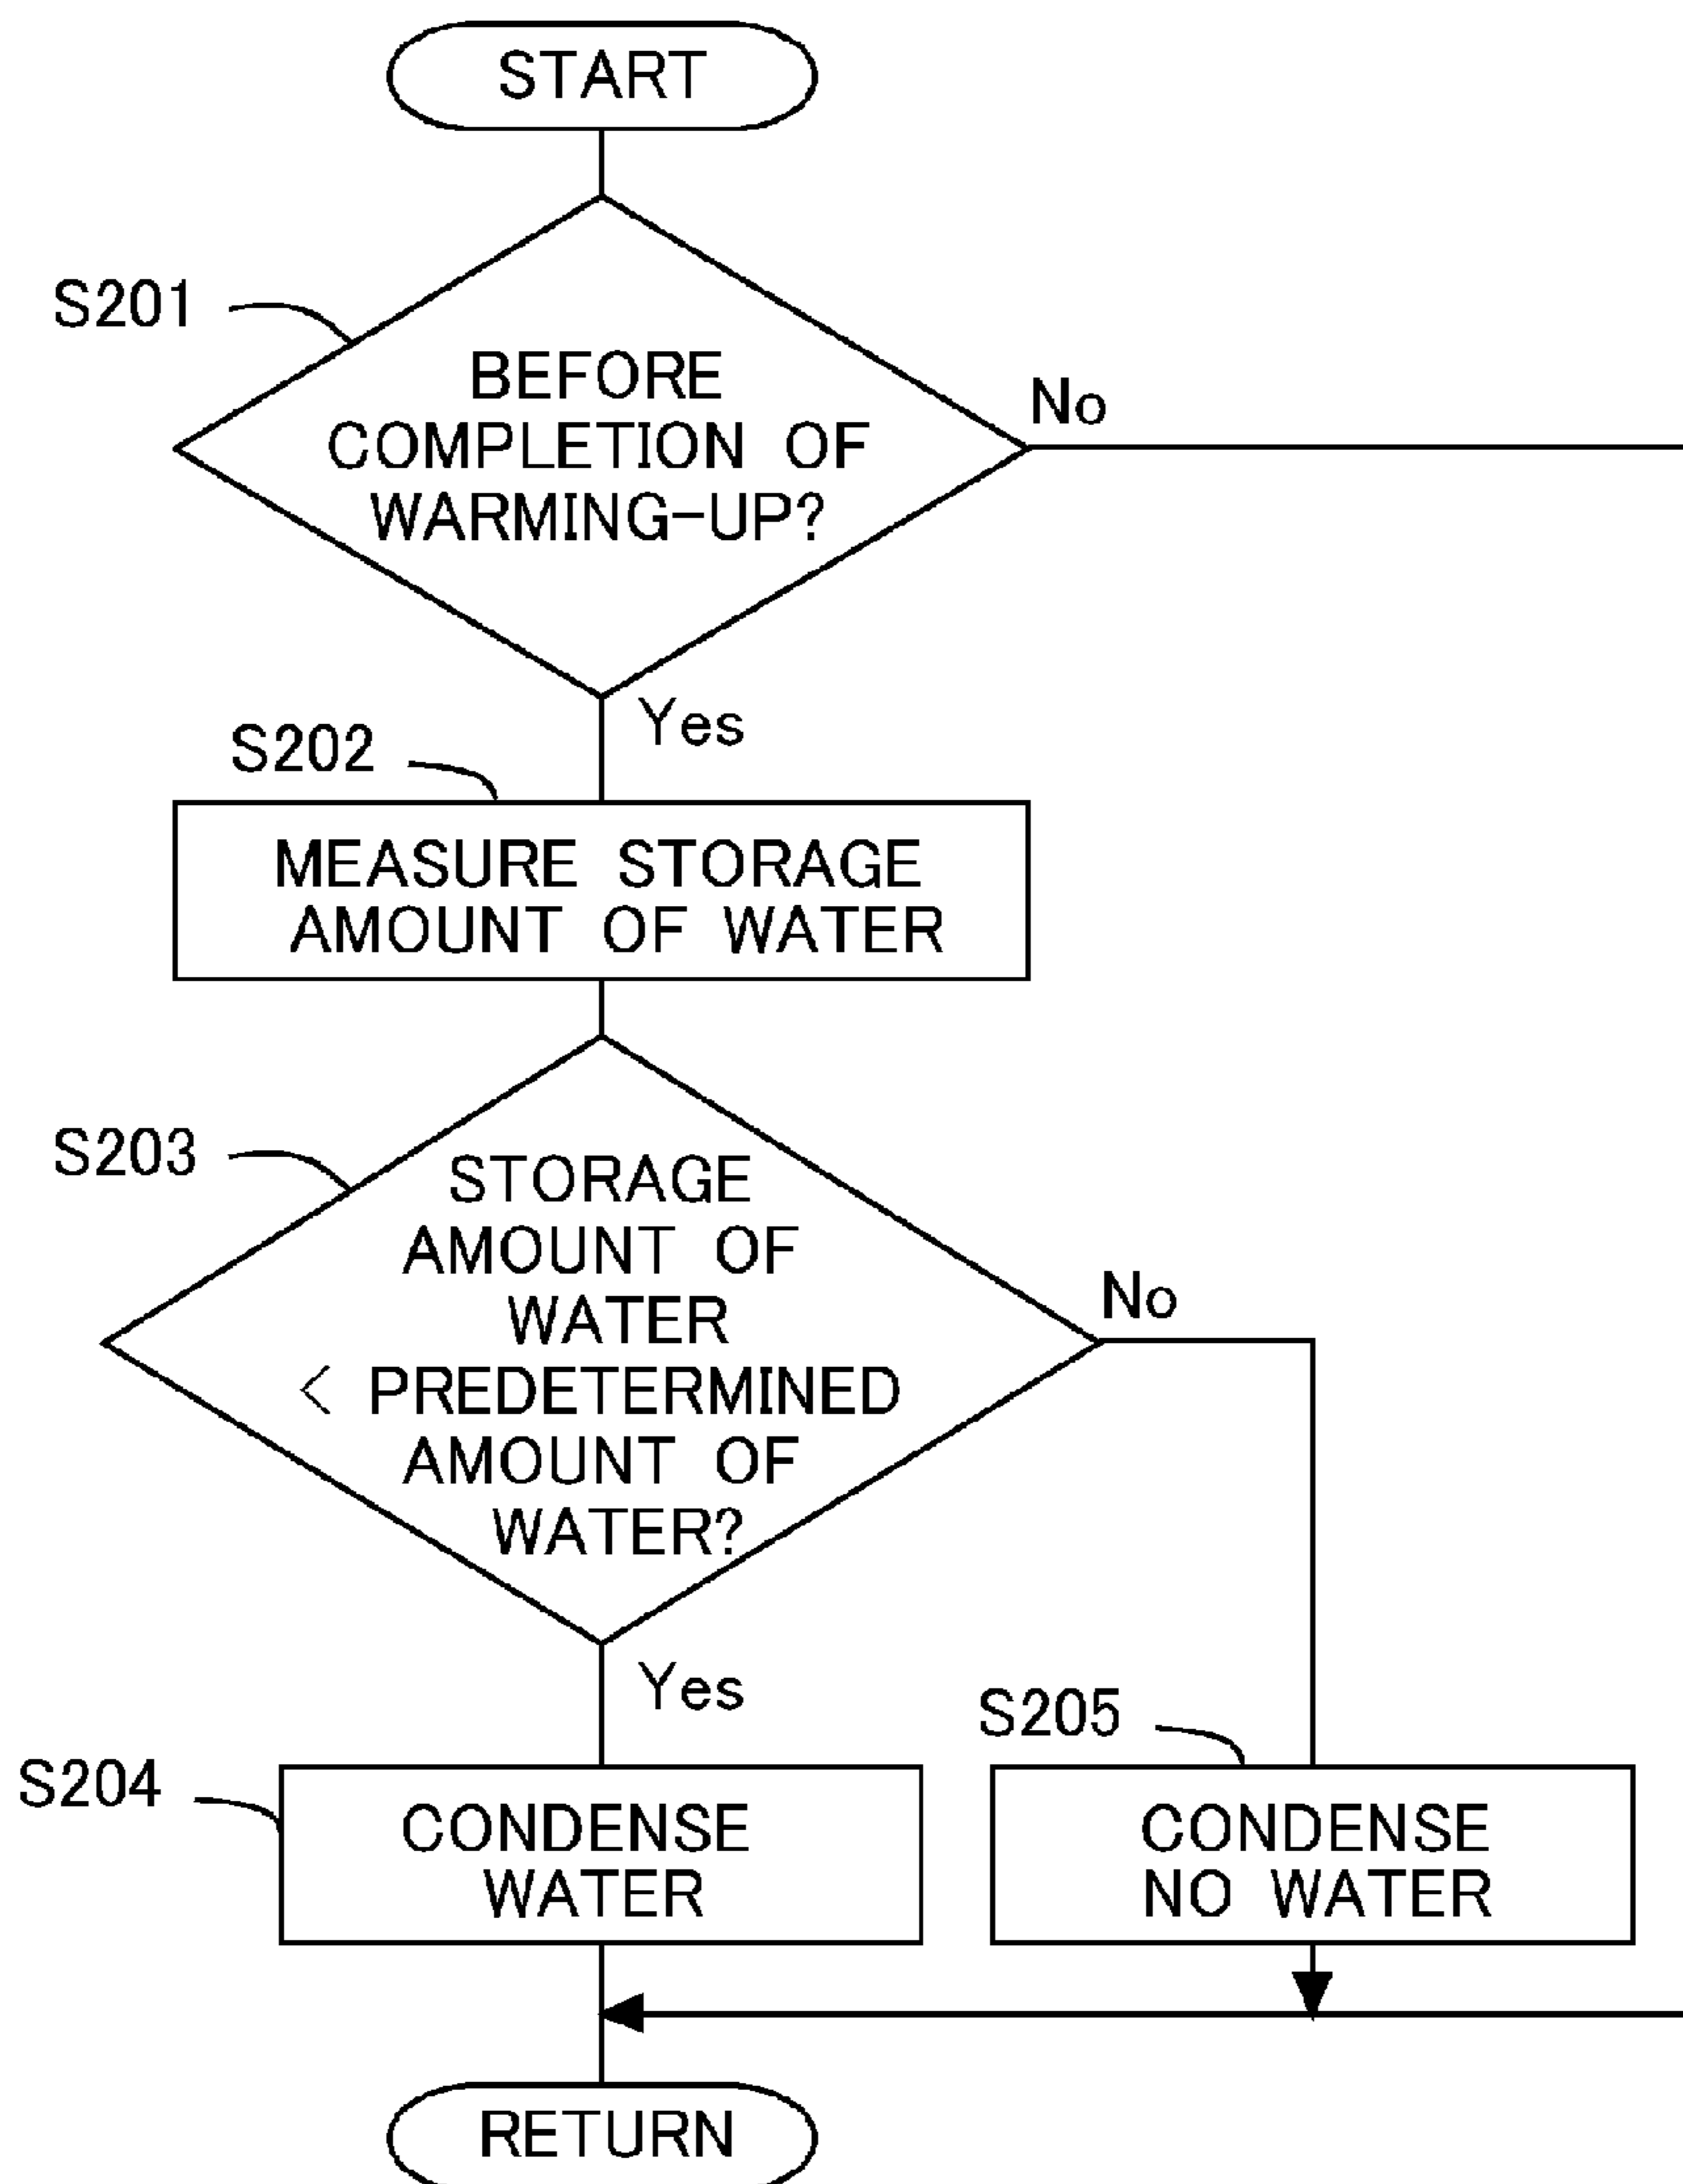 START
S201
BEFORE
COMPLETION OF
WARMING-UP?
No
Yes
S202
MEASURE STORAGE
AMOUNT OF WATER
S203
STORAGE
AMOUNT OF
WATER
< PREDETERMINED
AMOUNT OF
WATER?
No
Yes
S204
CONDENSE
WATER
S205
CONDENSE
NO WATER
RETURN